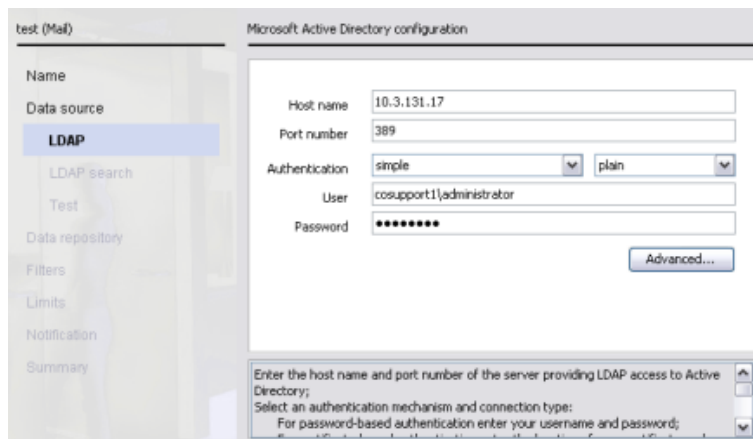 test (Mail)
Name
Data source
LDAP
LDAP search
Test
Data repository
Filters
Limits
Notification
Summary
Microsoft Active Directory configuration
Host name 10.3.131.17
Port number 389
Authentication simple plain
User cosupport1\administrator
Password ●●●●●●●●
Advanced...
Enter the host name and port number of the server providing LDAP access to Active
Directory;
Select an authentication mechanism and connection type:
For password-based authentication enter your username and password;